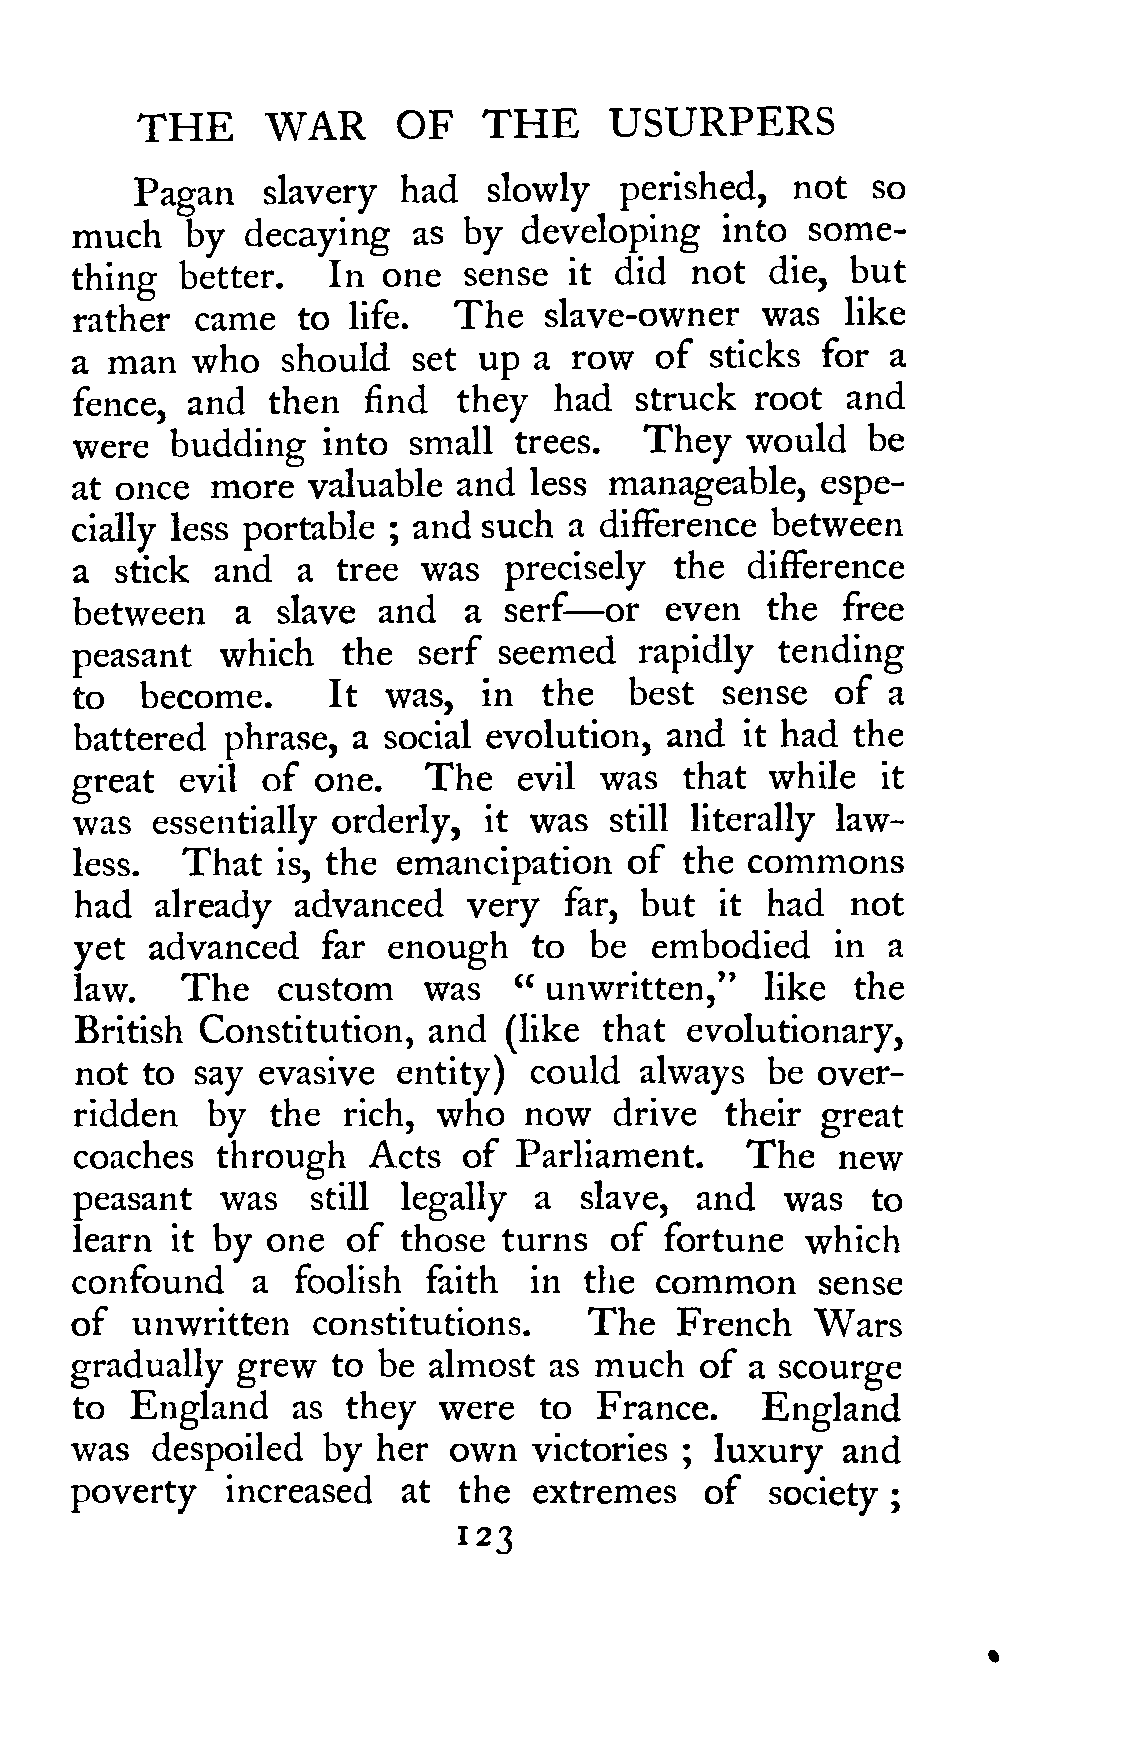 THE WAR OF THE USURPERS
Pagan slavery had slowly perished, not so
much by decaying as by developing into some-
thing better. In one sense it did not die, but
rather came to life. The slave-owner was like
a man who should set up a row of sticks for a
fence, and then find they had struck root and
were budding into small trees. They would be
at once more valuable and less manageable, espe-
cially less portable ; and such a difference between
a stick and a tree was precisely the difference
between a slave and a serf—or even the free
peasant which the serf seemed rapidly tending
to become. It was, in the best sense of a
battered phrase, a social evolution, and it had the
great evil of one. The evil was that while it
was essentially orderly, it was still literally law-
less. That is, the emancipation of the commons
had already advanced very far, but it had not
yet advanced far enough to be embodied in a
law. The custom was “ unwritten,” like the
British Constitution, and (like that evolutionary,
not to say evasive entity) could always be over-
ridden by the rich, who now drive their great
coaches through Acts of Parliament. The new
peasant was still legally a slave, and was to
learn it by one of those turns of fortune which
confound a foolish faith in the common sense
of unwritten constitutions. The French Wars
gradually grew to be almost as much of a scourge
to England as they were to France. England
was despoiled by her own victories ; luxury and
poverty increased at the extremes of society ;
123